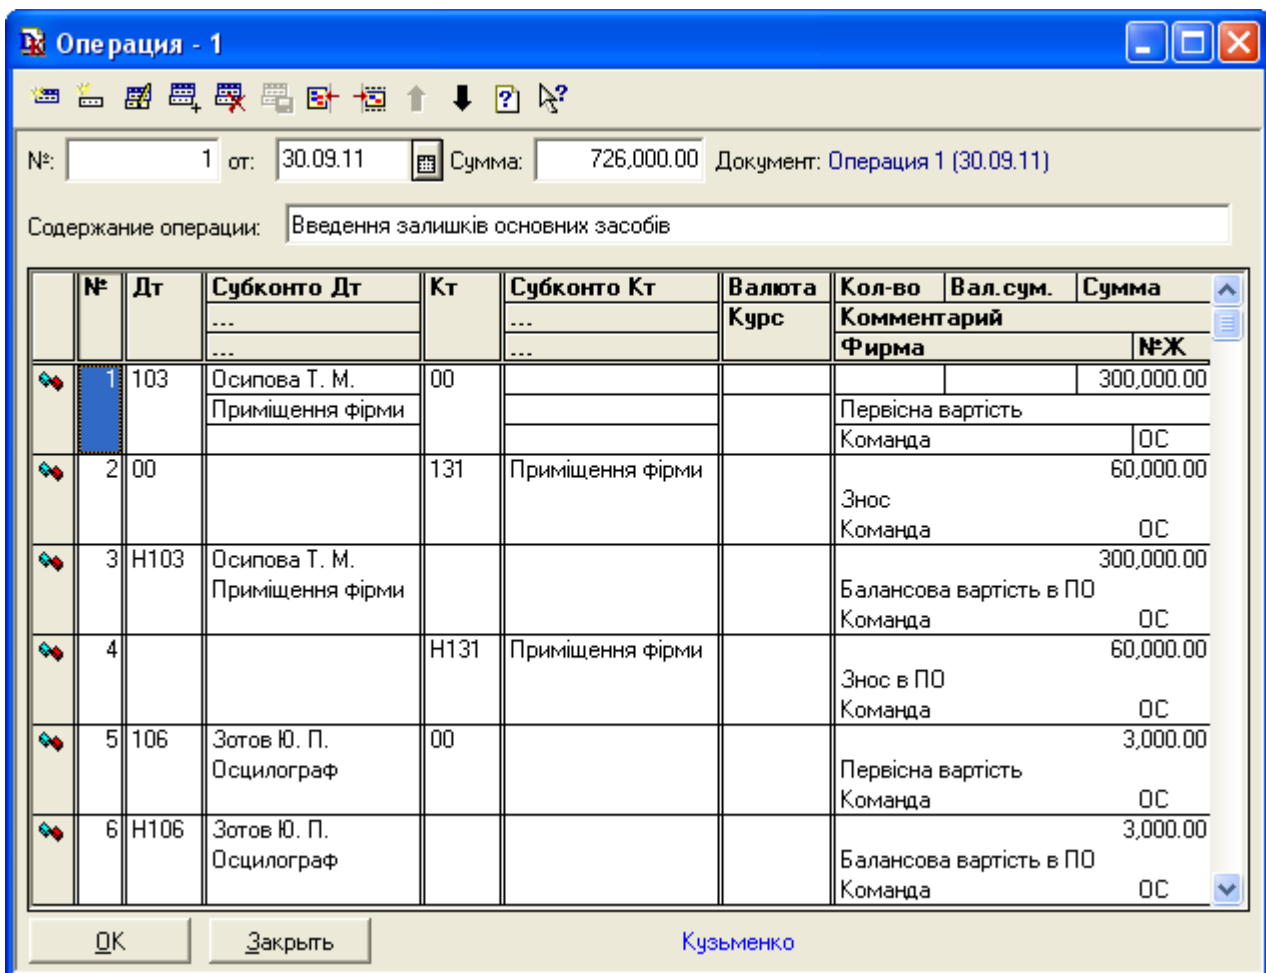 Операция - 1
№: 1 от: 30.09.11 Сумма: 726,000.00 Документ: Операция 1 (30.09.11)
Содержание операции: Введення залишків основних засобів
№ Дт Субконто Дт Кт Субконто Кт Валюта Кол-во Вал.сум. Сумма
... ... Курс Комментарий
... ... Фирма №Ж
1 103 Осипова Т. М. 00 300,000.00
Приміщення фірми Первісна вартість
Команда ОС
2 00 131 Приміщення фірми 60,000.00
Знос
Команда ОС
3 Н103 Осипова Т. М. 300,000.00
Приміщення фірми Балансова вартість в ПО
Команда ОС
4 Н131 Приміщення фірми 60,000.00
Знос в ПО
Команда ОС
5 106 Зотов Ю. П. 00 3,000.00
Осцилограф Первісна вартість
Команда ОС
6 Н106 Зотов Ю. П. 3,000.00
Осцилограф Балансова вартість в ПО
Команда ОС
OK Закрыть Кузьменко